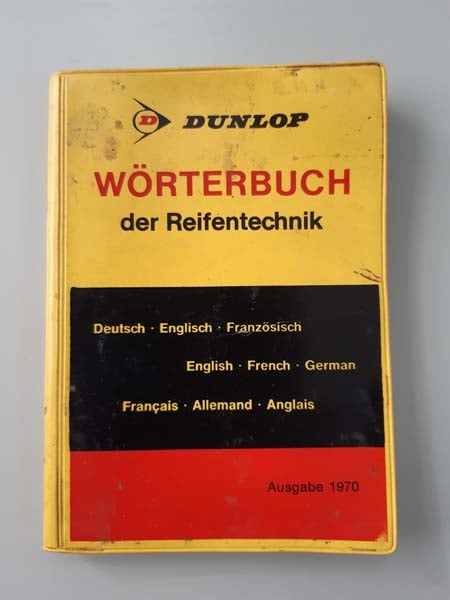 D DUNLOP
WÖRTERBUCH
der Reifentechnik
Deutsch · Englisch · Französisch
English · French · German
Français · Allemand · Anglais
Ausgabe 1970